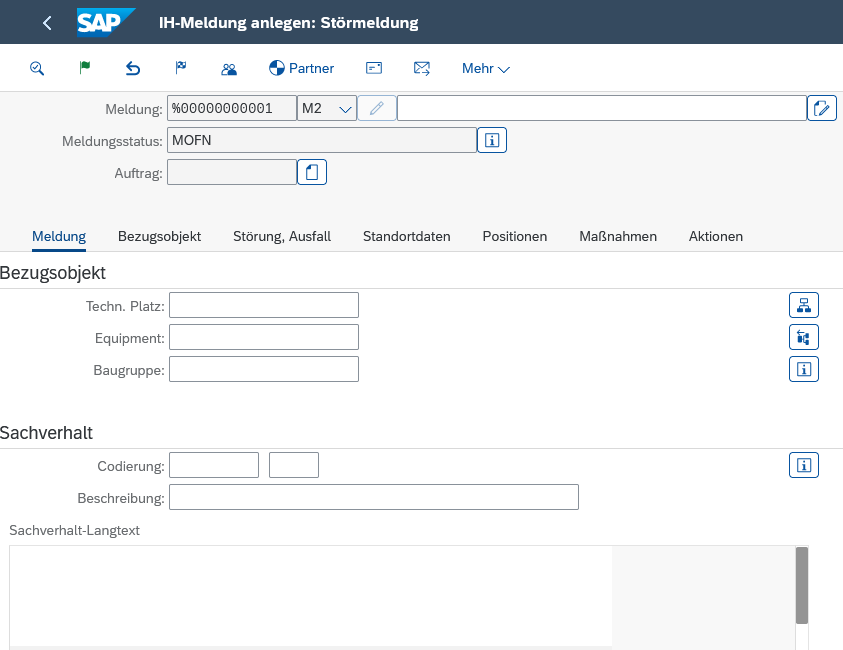 SAP IH-Meldung anlegen: Störmeldung
Partner Mehr
Meldung: %00000000001 M2
Meldungsstatus: MOFN
Auftrag:
Meldung Bezugsobjekt Störung, Ausfall Standortdaten Positionen Maßnahmen Aktionen
Bezugsobjekt
Techn. Platz:
Equipment:
Baugruppe:
Sachverhalt
Codierung:
Beschreibung:
Sachverhalt-Langtext